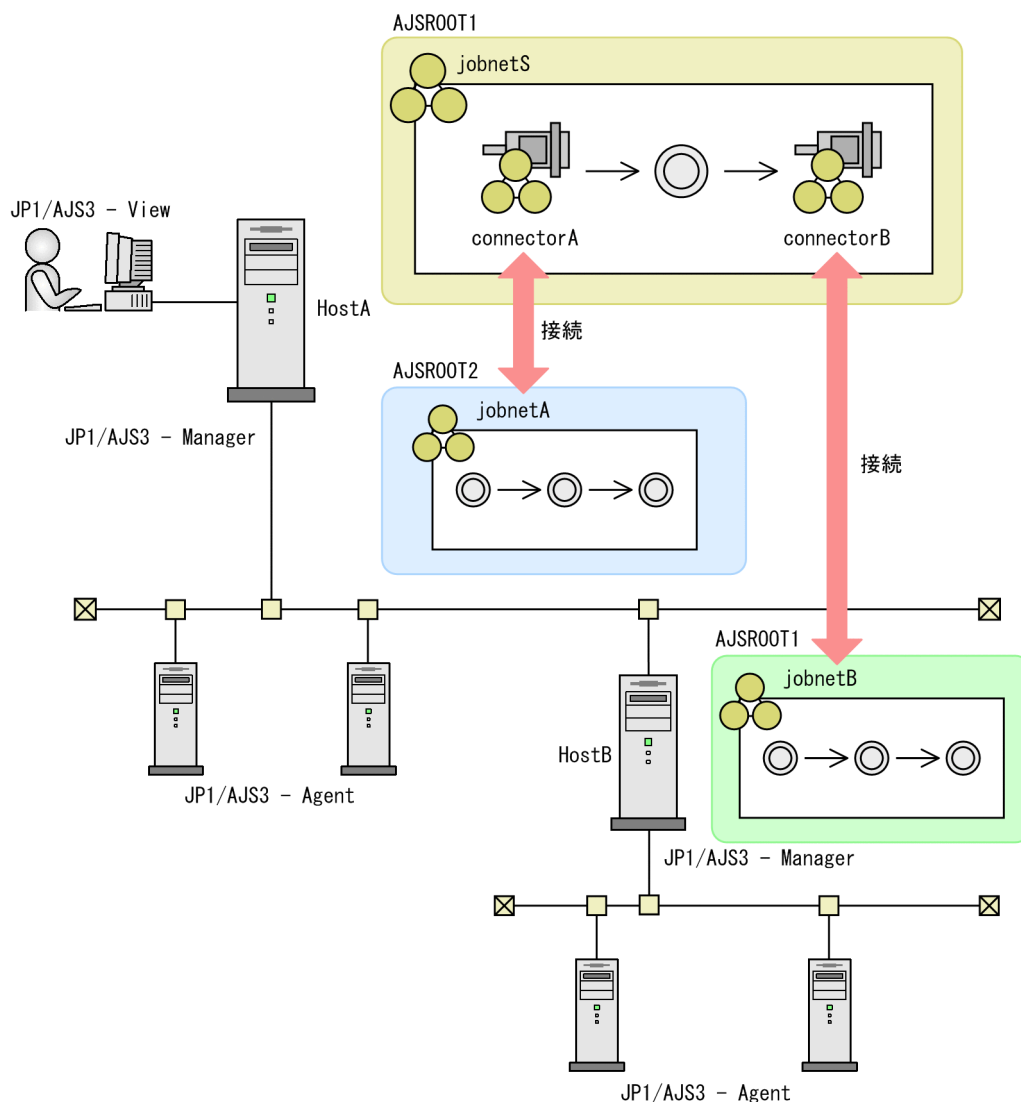 AJSROOT1
jobnetS
connectorA
connectorB
JP1/AJS3 - View
HostA
接続
AJSROOT2
jobnetA
JP1/AJS3 - Manager
接続
AJSROOT1
jobnetB
HostB
JP1/AJS3 - Agent
JP1/AJS3 - Manager
JP1/AJS3 - Agent